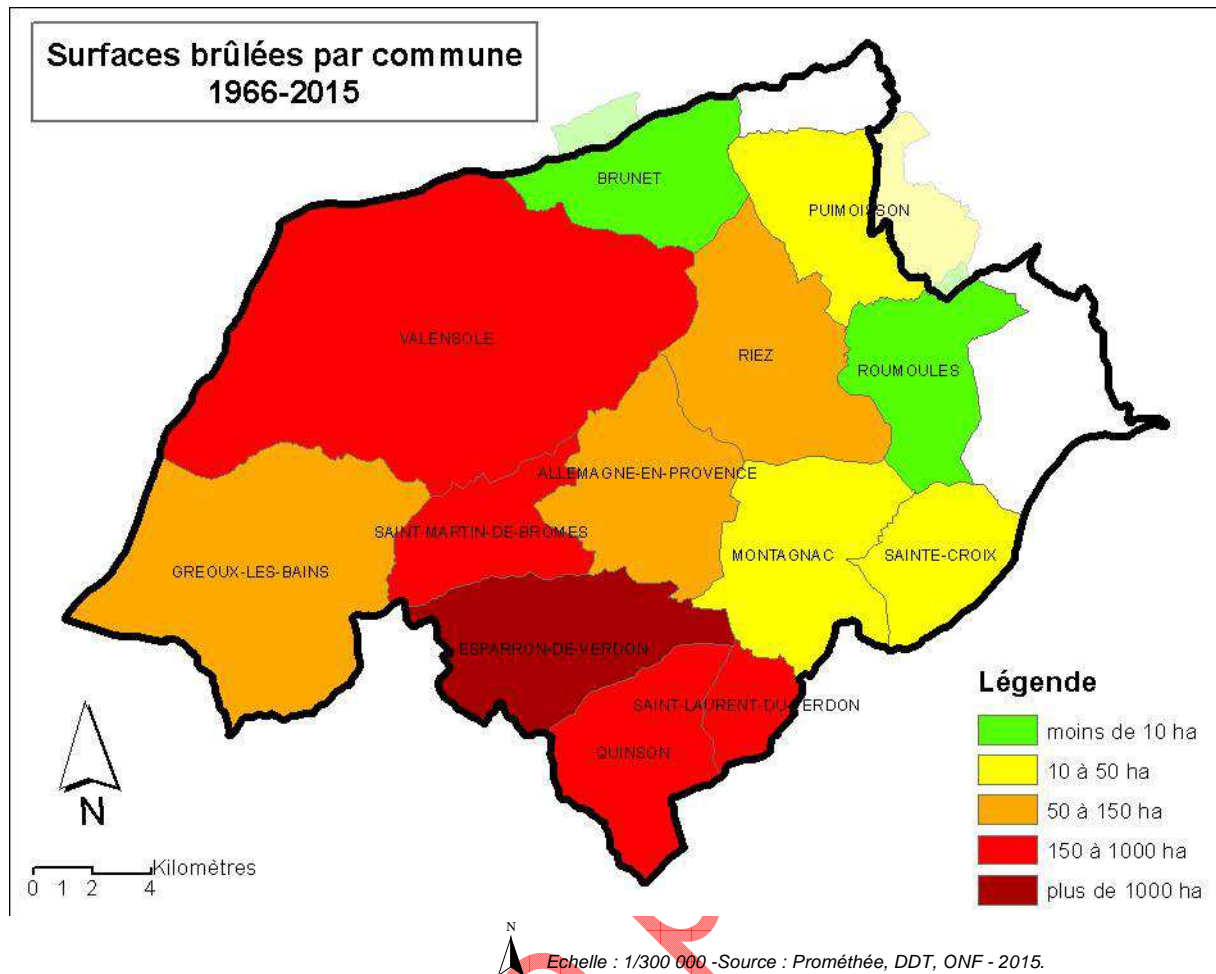 Surfaces brûlées par commune
1966-2015
BRUNET
PUIMOISSON
VALENSOLE
RIEZ
ROUMOULES
ALLEMAGNE-EN-PROVENCE
SAINT-MARTIN-DE-BROMES
MONTAGNAC
SAINTE-CROIX
GREOUX-LES-BAINS
ESPARRON-DE-VERDON
SAINT-LAURENT-DU-VERDON
QUINSON
Légende
moins de 10 ha
10 à 50 ha
50 à 150 ha
150 à 1000 ha
plus de 1000 ha
N
Kilomètres
0 1 2 4
N
Echelle : 1/300 000 -Source : Prométhée, DDT, ONF - 2015.